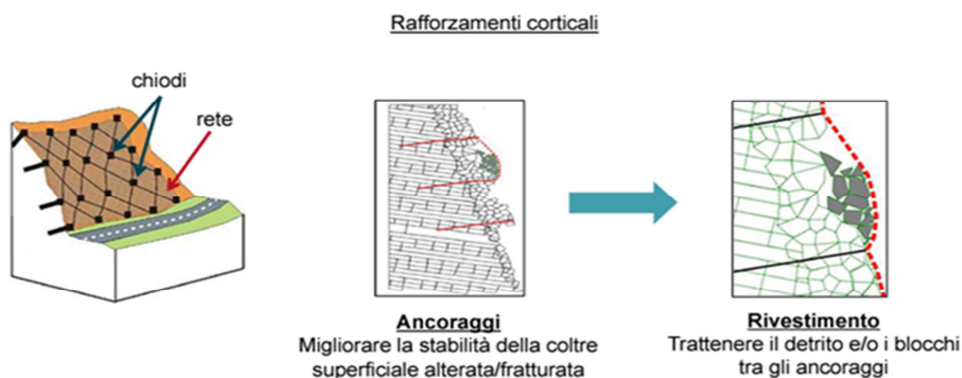 Rafforzamenti corticali
chiodi
rete
Ancoraggi
Migliorare la stabilità della coltre
superficiale alterata/fratturata
Rivestimento
Trattenere il detrito e/o i blocchi
tra gli ancoraggi